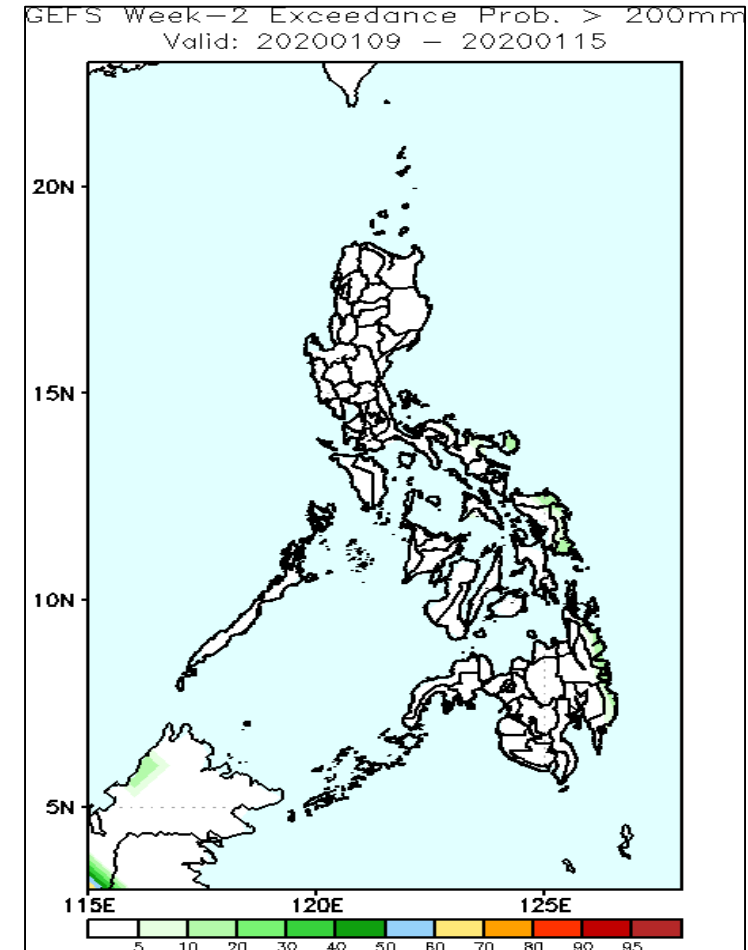 GEFS Week-2 Exceedance Prob. > 200mm
Valid: 20200109 - 20200115
20N
15N
10N
5N
115E 120E 125E
5 10 20 30 40 50 60 70 80 90 95